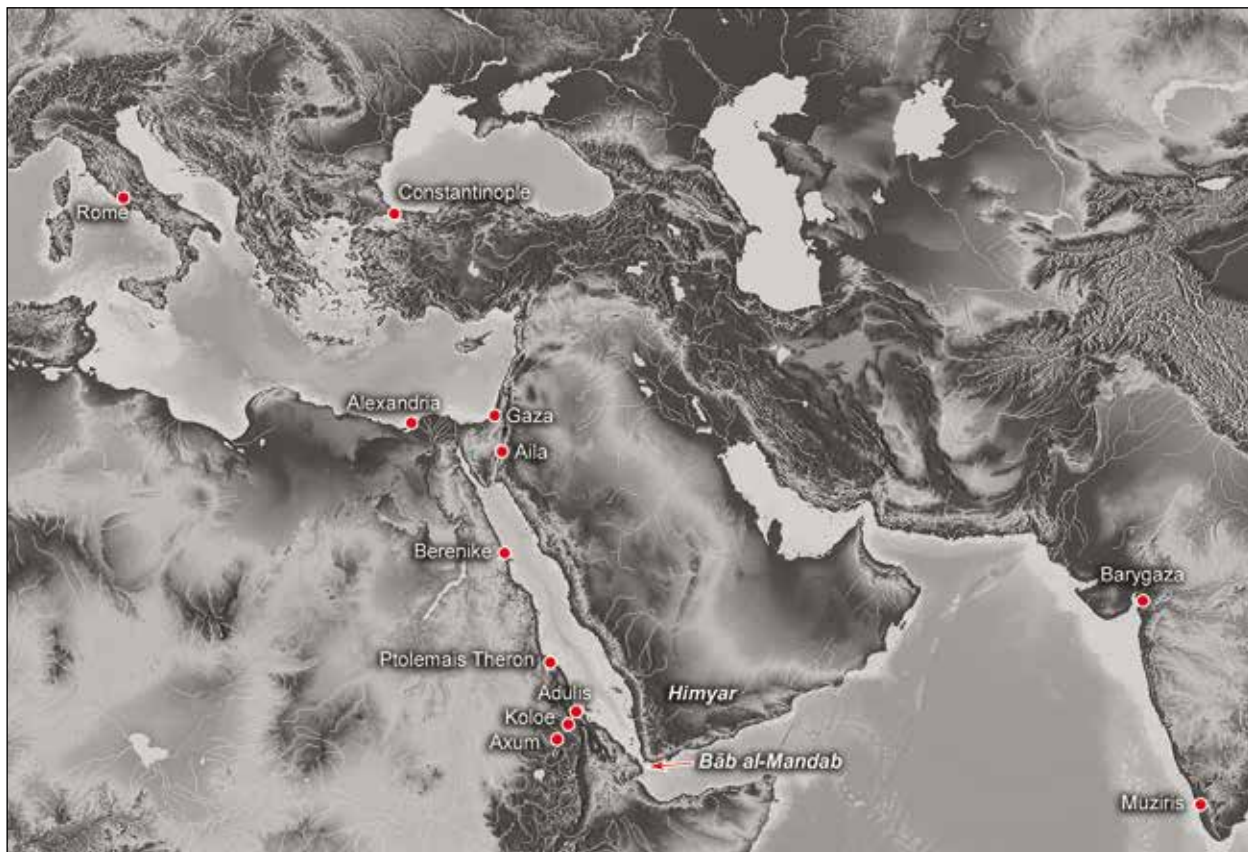 Constantinople
Rome
Alexandria
Gaza
Aila
Berenike
Barygaza
Ptolemais Theron
Adulis
Himyar
Koloe
Axum
Bāb al-Mandab
Muziris